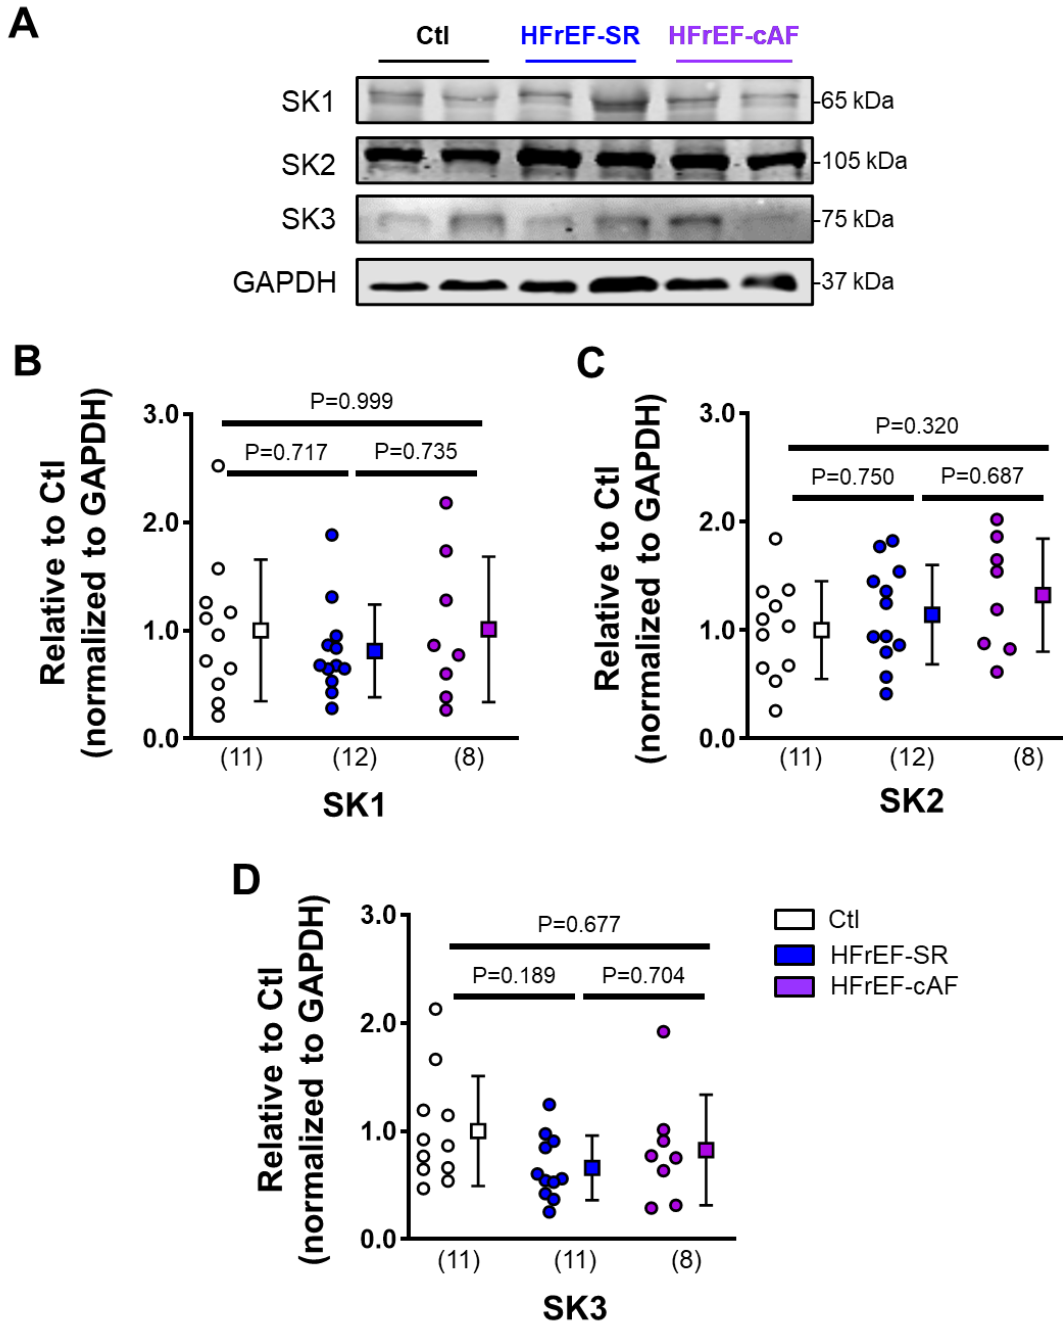 A
Ctl HFrEF-SR HFrEF-cAF
SK1 65 kDa
SK2 105 kDa
SK3 75 kDa
GAPDH 37 kDa
B
Relative to Ctl
(normalized to GAPDH)
3.0
2.0
1.0
0.0
P=0.999
P=0.717 P=0.735
(11) (12) (8)
SK1
C
Relative to Ctl
(normalized to GAPDH)
3.0
2.0
1.0
0.0
P=0.320
P=0.750 P=0.687
(11) (12) (8)
SK2
D
Relative to Ctl
(normalized to GAPDH)
3.0
2.0
1.0
0.0
P=0.677
P=0.189 P=0.704
(11) (11) (8)
SK3
Ctl
HFrEF-SR
HFrEF-cAF